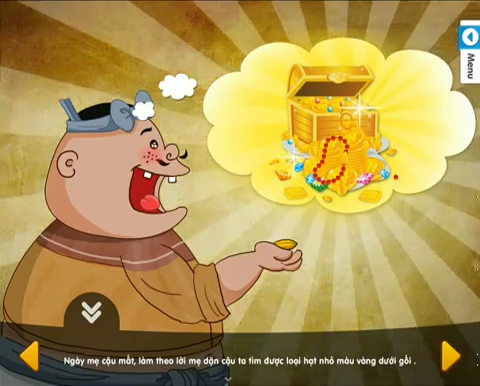 Menu
Ngày mẹ cậu mất, làm theo lời mẹ dặn cậu ta tìm được loại hạt nhỏ màu vàng dưới gối .